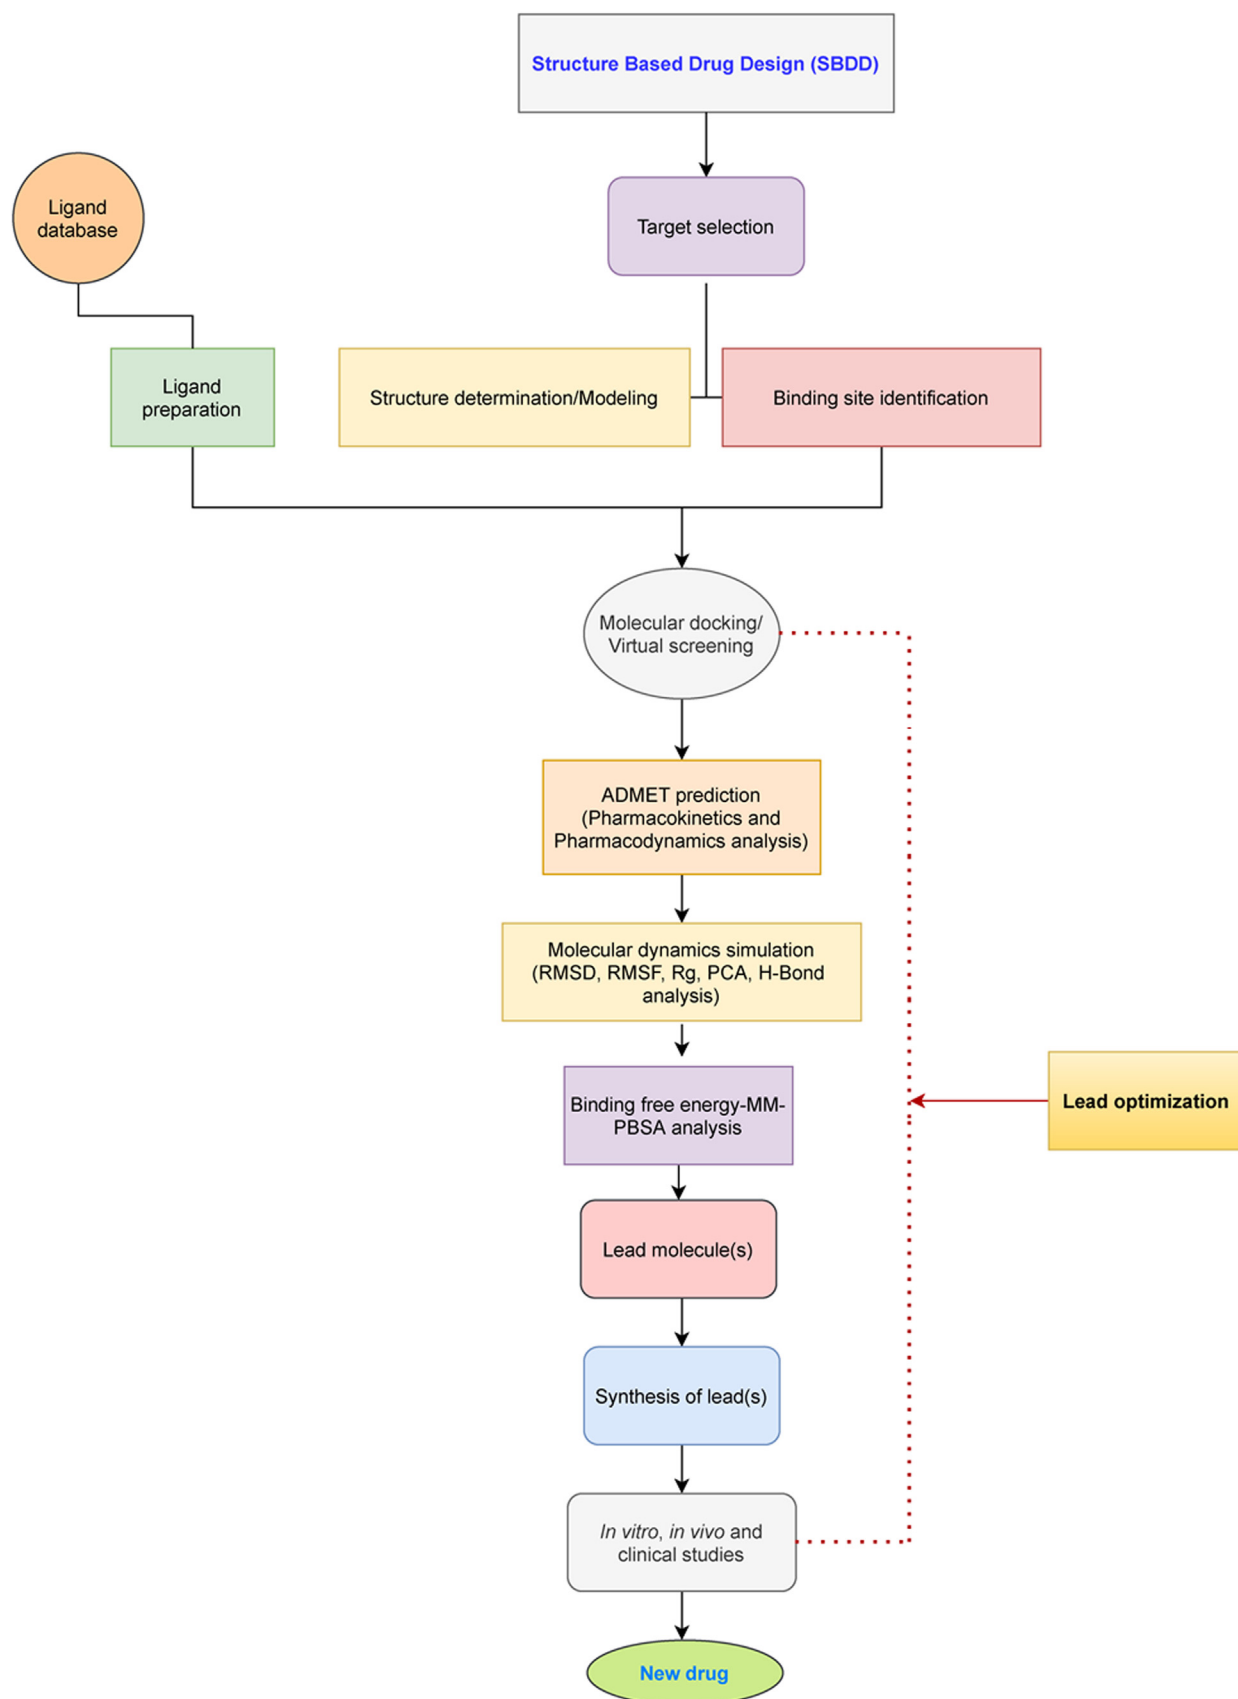 Structure Based Drug Design (SBDD)
Ligand
database
Target selection
Ligand
preparation
Structure determination/Modeling
Binding site identification
Molecular docking/
Virtual screening
ADMET prediction
(Pharmacokinetics and
Pharmacodynamics analysis)
Molecular dynamics simulation
(RMSD, RMSF, Rg, PCA, H-Bond
analysis)
Binding free energy-MM-
PBSA analysis
Lead optimization
Lead molecule(s)
Synthesis of lead(s)
In vitro, in vivo and
clinical studies
New drug